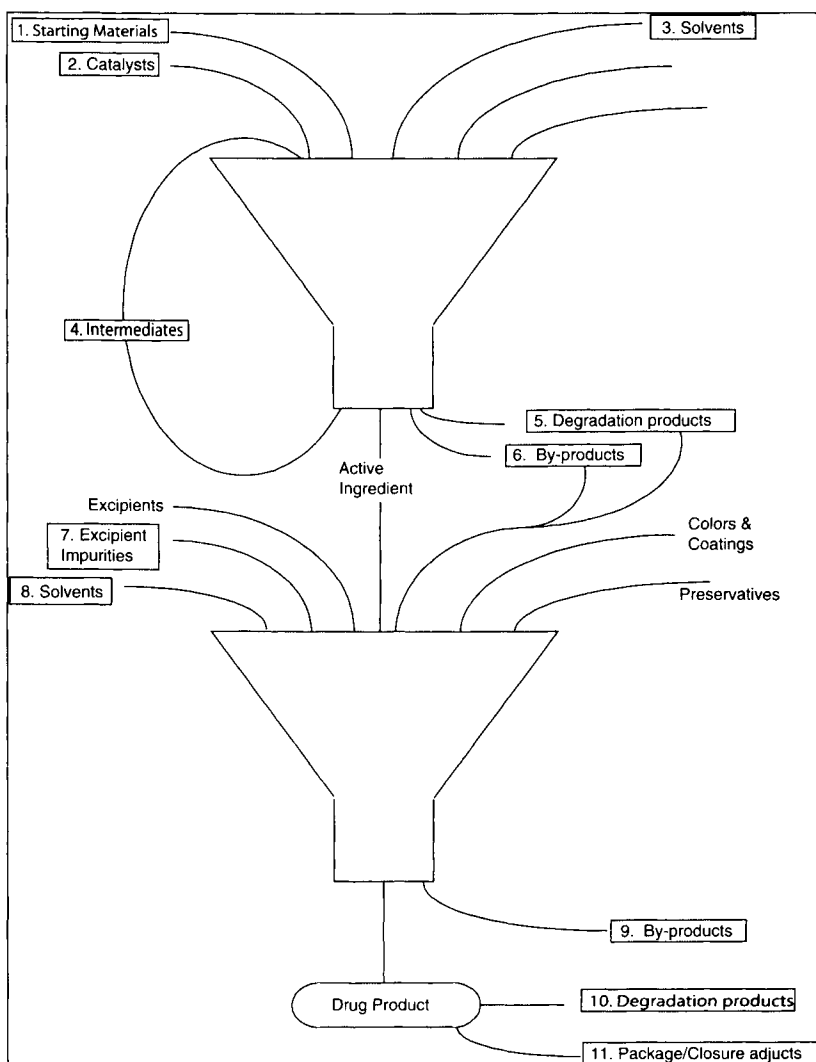 1. Starting Materials
3. Solvents
2. Catalysts
4. Intermediates
5. Degradation products
6. By-products
Active
Ingredient
Excipients
7. Excipient
Impurities
Colors &
Coatings
8. Solvents
Preservatives
9. By-products
Drug Product
10. Degradation products
11. Package/Closure adjucts